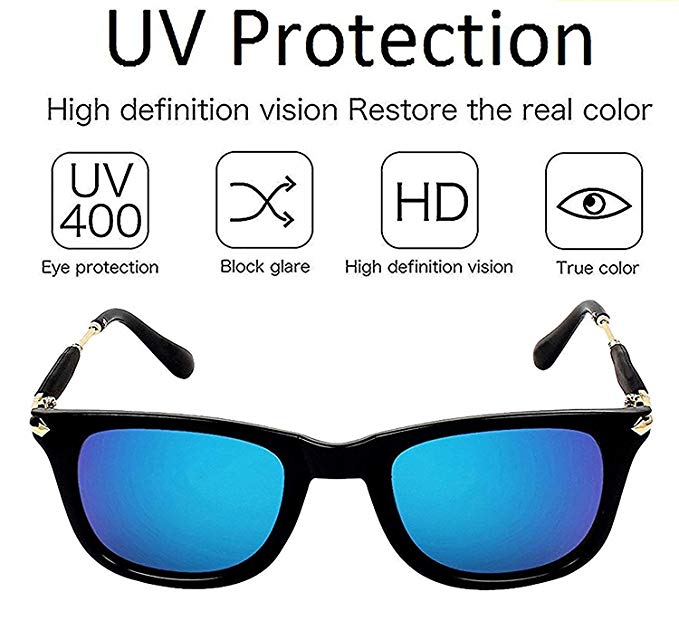 UV Protection
High definition vision Restore the real color
UV
400
HD
Eye protection
Block glare
High definition vision
True color